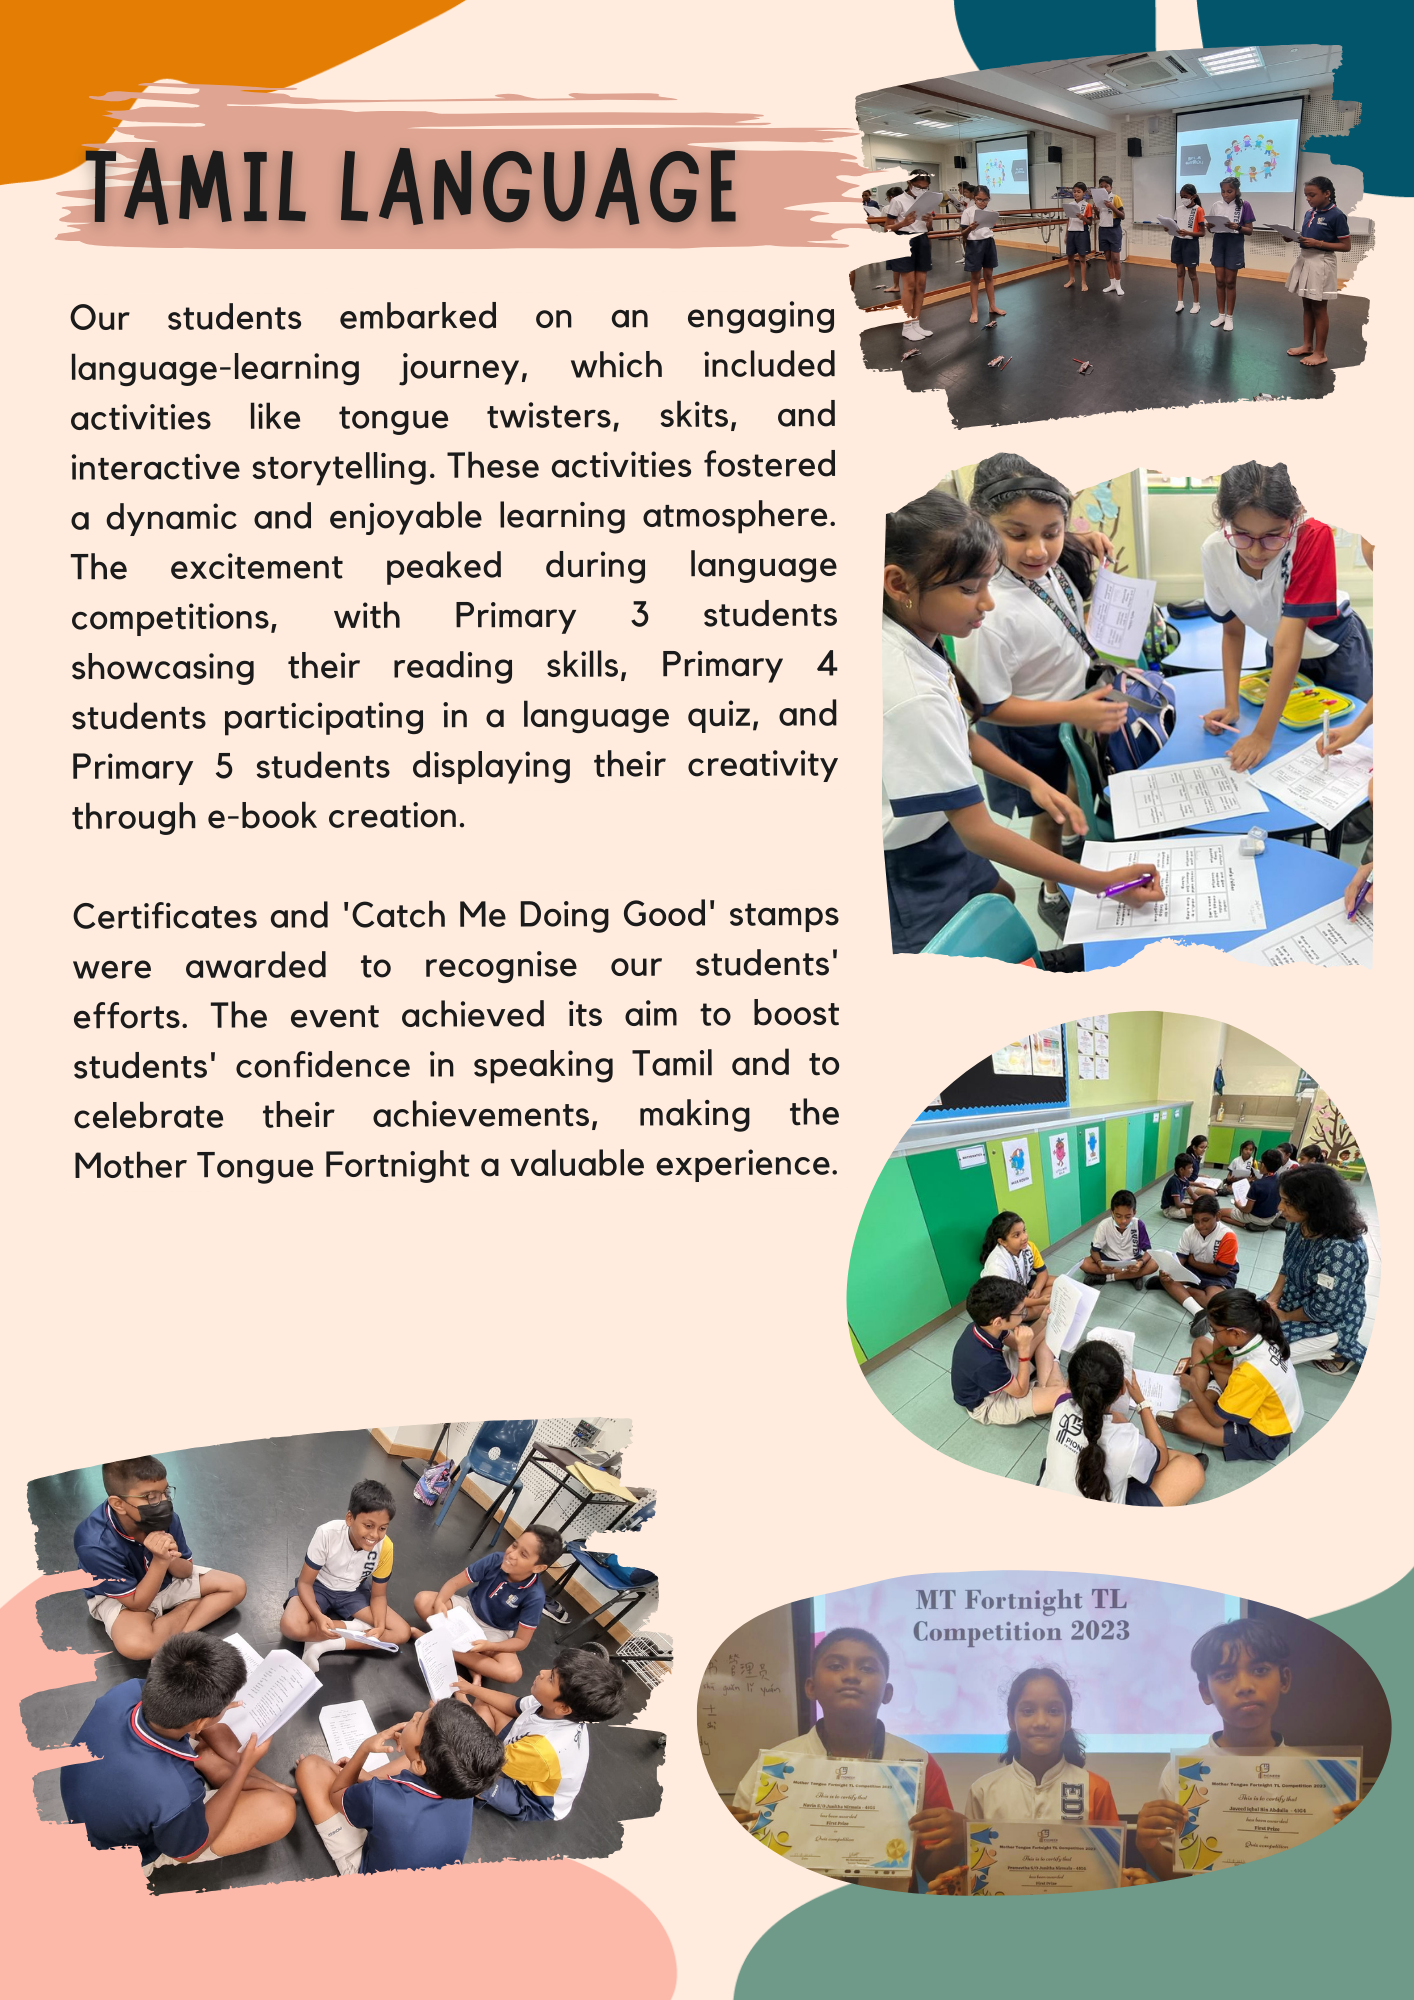 TAMIL LANGUAGE
Our students embarked on an engaging
language-learning journey, which included
activities like tongue twisters, skits, and
interactive storytelling. These activities fostered
a dynamic and enjoyable learning atmosphere.
The excitement peaked during language
competitions, with Primary 3 students
showcasing their reading skills, Primary 4
students participating in a language quiz, and
Primary 5 students displaying their creativity
through e-book creation.
Certificates and 'Catch Me Doing Good' stamps
were awarded to recognise our students'
efforts. The event achieved its aim to boost
students' confidence in speaking Tamil and to
celebrate their achievements, making the
Mother Tongue Fortnight a valuable experience.
MT Fortnight TL
Competition 2023
Mother Tongue Fortnight TL Competition 2023
This is to certify that
has been awarded
First Prize
Quiz competition
Mother Tongue Fortnight TL Competition 2023
This is to certify that
has been awarded
First Prize
Mother Tongue Fortnight TL Competition 2023
This is to certify that
has been awarded
First Prize
in
Quiz competition